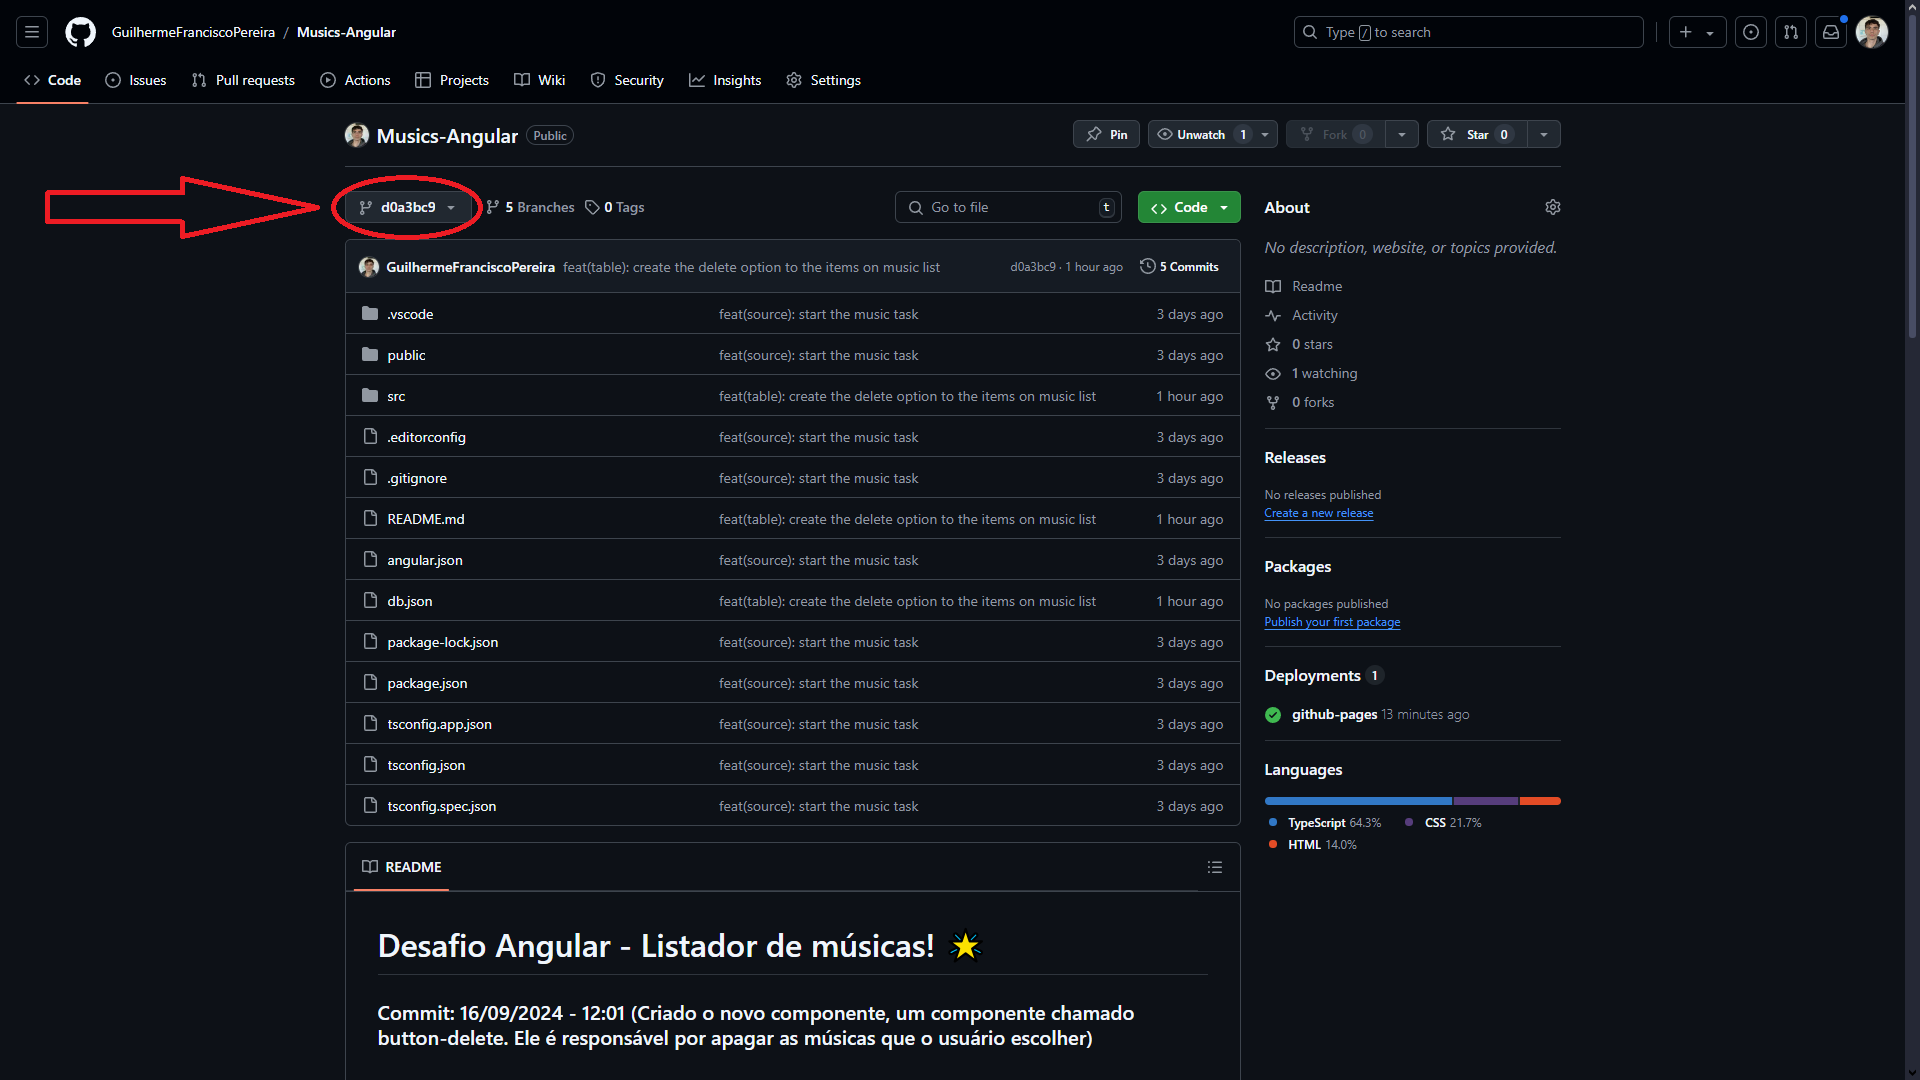 GuilhermeFranciscoPereira / Musics-Angular
Type / to search
Code Issues Pull requests Actions Projects Wiki Security Insights Settings
Musics-Angular Public
Pin Unwatch 1 Fork 0 Star 0
d0a3bc9 5 Branches 0 Tags
Go to file t
Code
GuilhermeFranciscoPereira feat(table): create the delete option to the items on music list d0a3bc9 · 1 hour ago 5 Commits
.vscode feat(source): start the music task 3 days ago
public feat(source): start the music task 3 days ago
src feat(table): create the delete option to the items on music list 1 hour ago
.editorconfig feat(source): start the music task 3 days ago
.gitignore feat(source): start the music task 3 days ago
README.md feat(table): create the delete option to the items on music list 1 hour ago
angular.json feat(source): start the music task 3 days ago
db.json feat(table): create the delete option to the items on music list 1 hour ago
package-lock.json feat(source): start the music task 3 days ago
package.json feat(source): start the music task 3 days ago
tsconfig.app.json feat(source): start the music task 3 days ago
tsconfig.json feat(source): start the music task 3 days ago
tsconfig.spec.json feat(source): start the music task 3 days ago
README
Desafio Angular - Listador de músicas! 🌟
Commit: 16/09/2024 - 12:01 (Criado o novo componente, um componente chamado
button-delete. Ele é responsável por apagar as músicas que o usuário escolher)
About
No description, website, or topics provided.
Readme
Activity
0 stars
1 watching
0 forks
Releases
No releases published
Create a new release
Packages
No packages published
Publish your first package
Deployments 1
github-pages 13 minutes ago
Languages
TypeScript 64.3% CSS 21.7%
HTML 14.0%